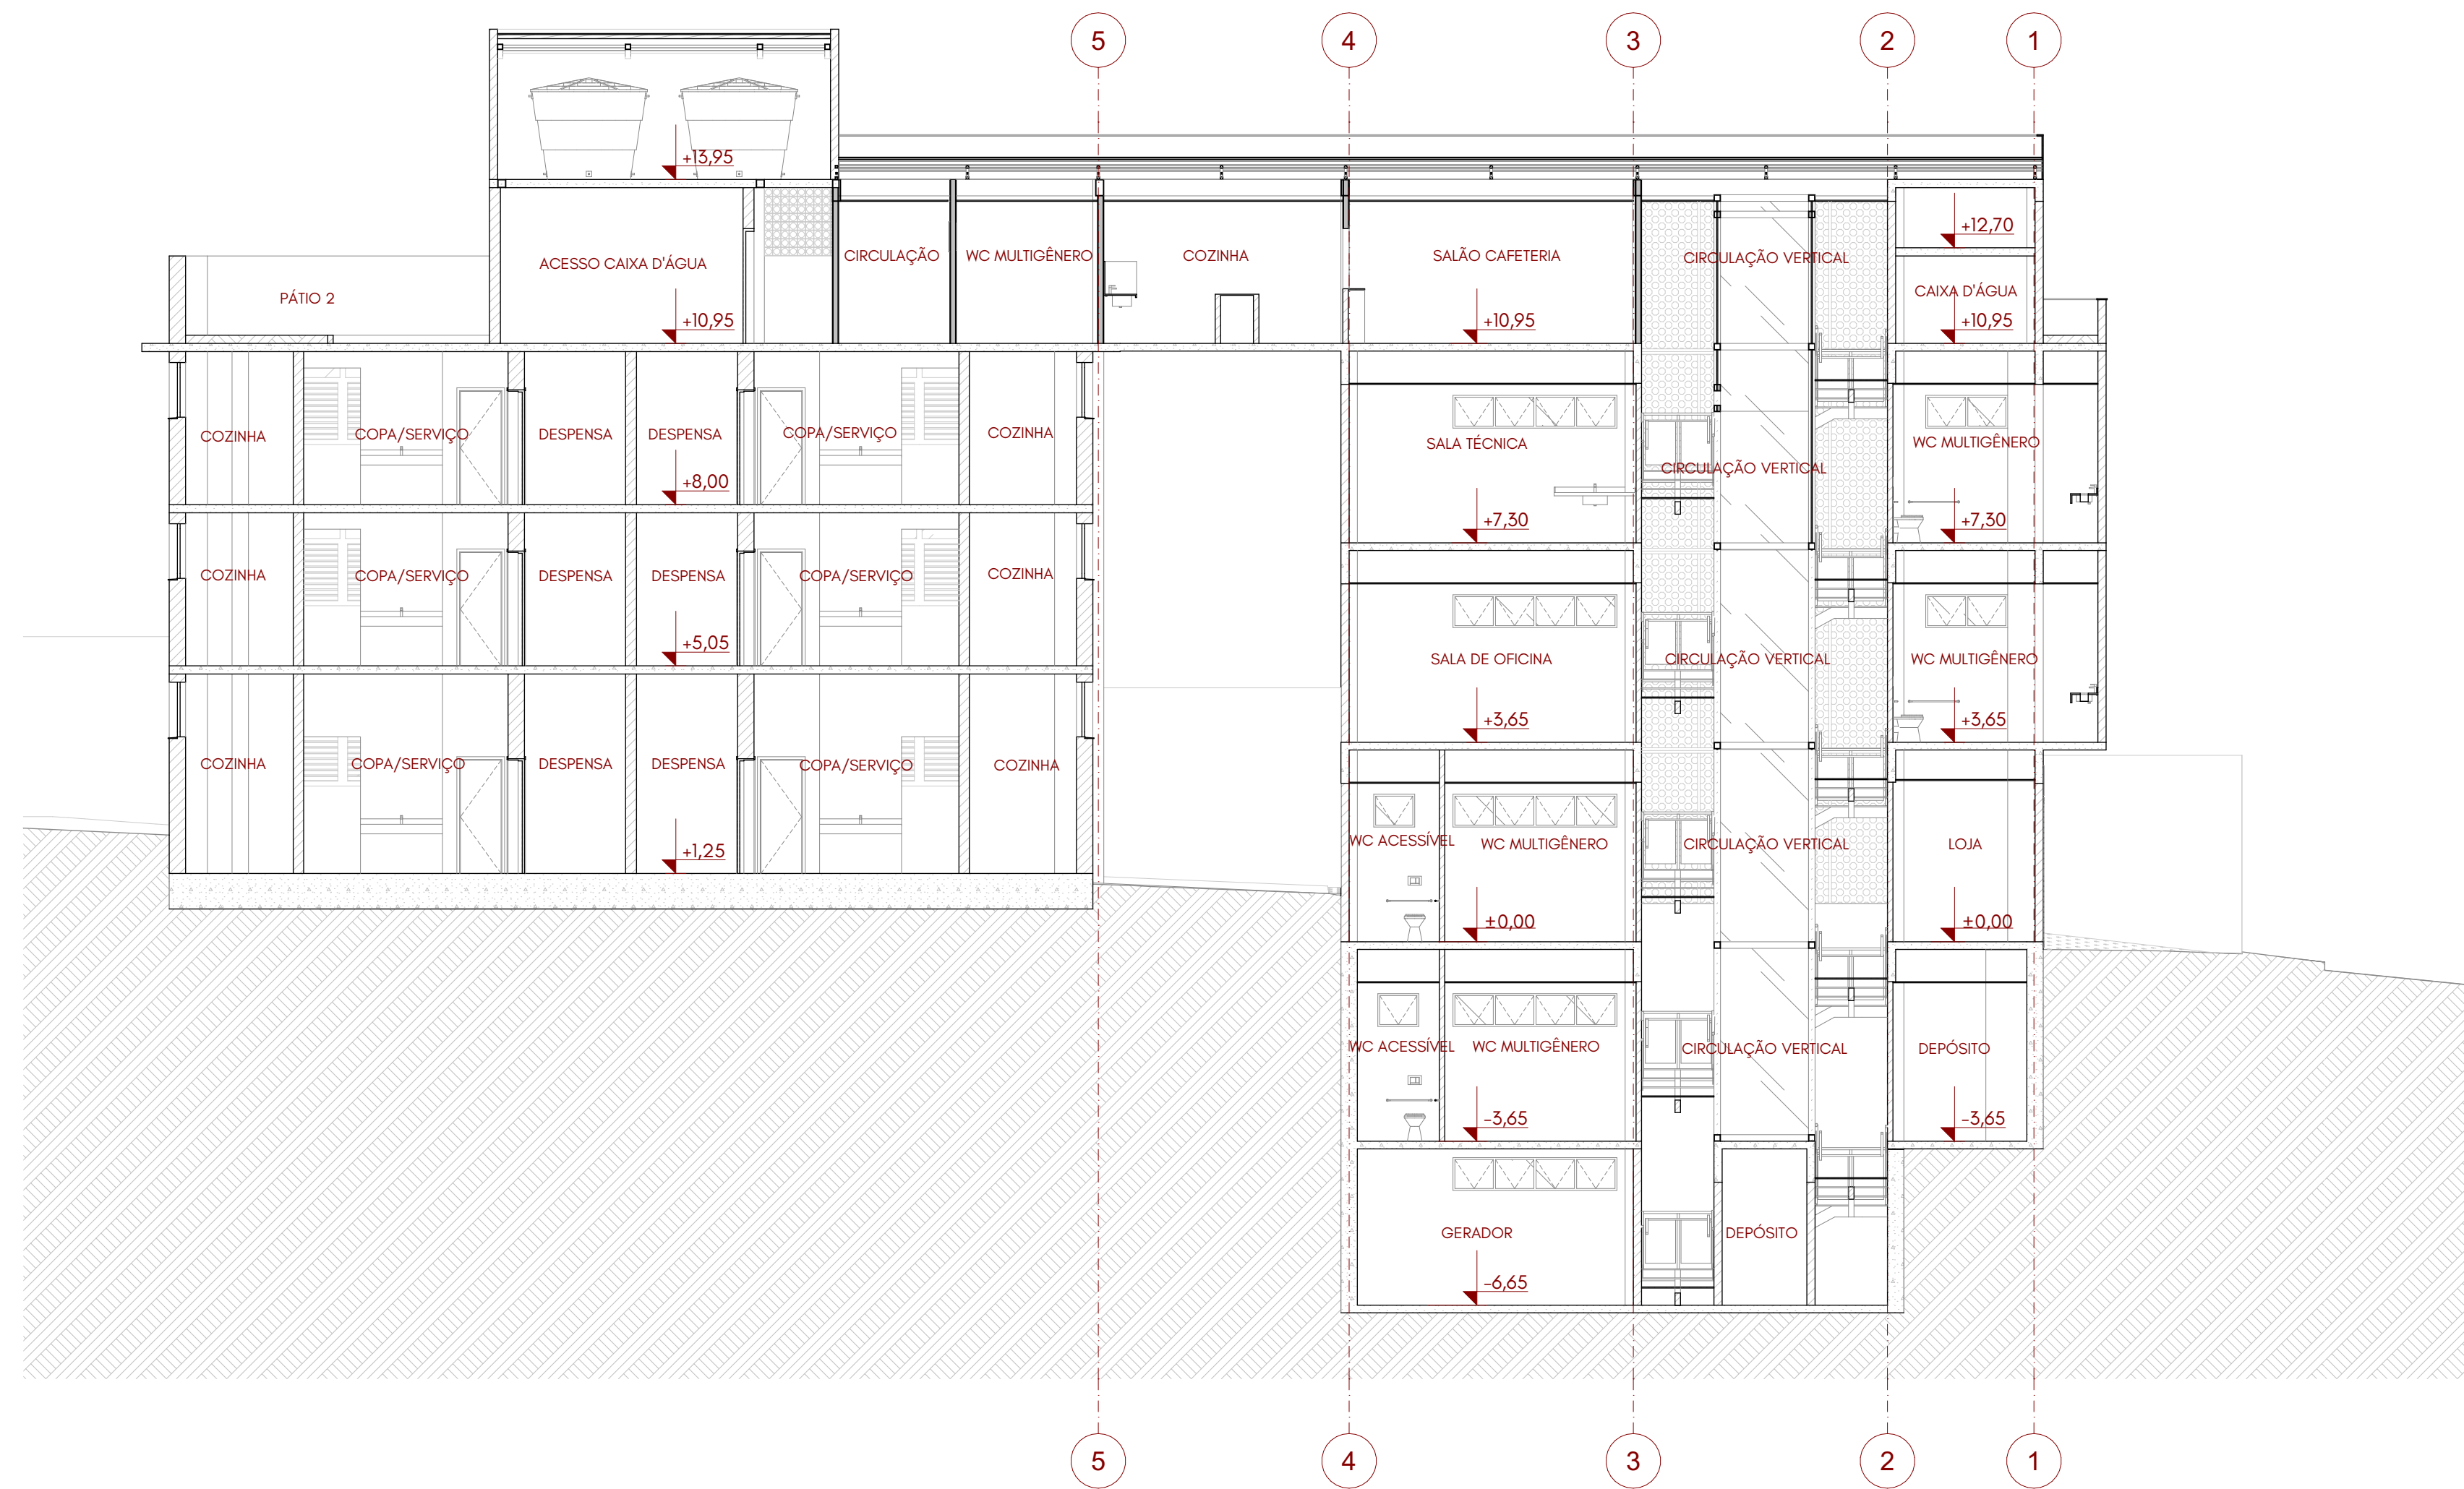 5 4 3 2 1
+13,95
+12,70
ACESSO CAIXA D'ÁGUA
CIRCULAÇÃO
WC MULTIGÊNERO
COZINHA
SALÃO CAFETERIA
CIRCULAÇÃO VERTICAL
PÁTIO 2
CAIXA D'ÁGUA
+10,95
+10,95
+10,95
COZINHA
COPA/SERVIÇO
DESPENSA
DESPENSA
COPA/SERVIÇO
COZINHA
SALA TÉCNICA
CIRCULAÇÃO VERTICAL
WC MULTIGÊNERO
+8,00
+7,30
+7,30
COZINHA
COPA/SERVIÇO
DESPENSA
DESPENSA
COPA/SERVIÇO
COZINHA
+5,05
SALA DE OFICINA
CIRCULAÇÃO VERTICAL
WC MULTIGÊNERO
+3,65
+3,65
COZINHA
COPA/SERVIÇO
DESPENSA
DESPENSA
COPA/SERVIÇO
COZINHA
+1,25
WC ACESSÍVEL
WC MULTIGÊNERO
CIRCULAÇÃO VERTICAL
LOJA
±0,00
±0,00
WC ACESSÍVEL
WC MULTIGÊNERO
CIRCULAÇÃO VERTICAL
DEPÓSITO
-3,65
-3,65
GERADOR
DEPÓSITO
-6,65
5 4 3 2 1